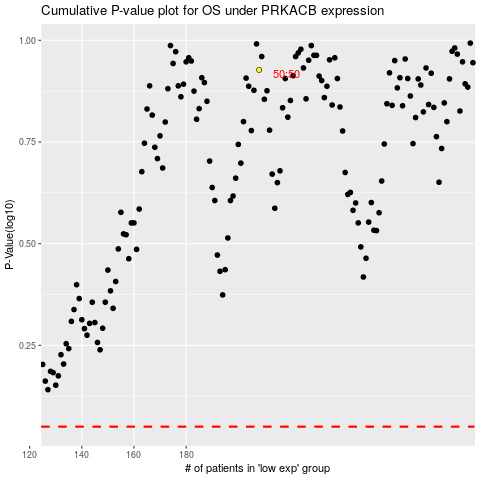 Cumulative P-value plot for OS under PRKACB expression
1.00
50:50
0.75
0.50
0.25
120 140 160 180
# of patients in 'low exp' group
P-Value(log10)